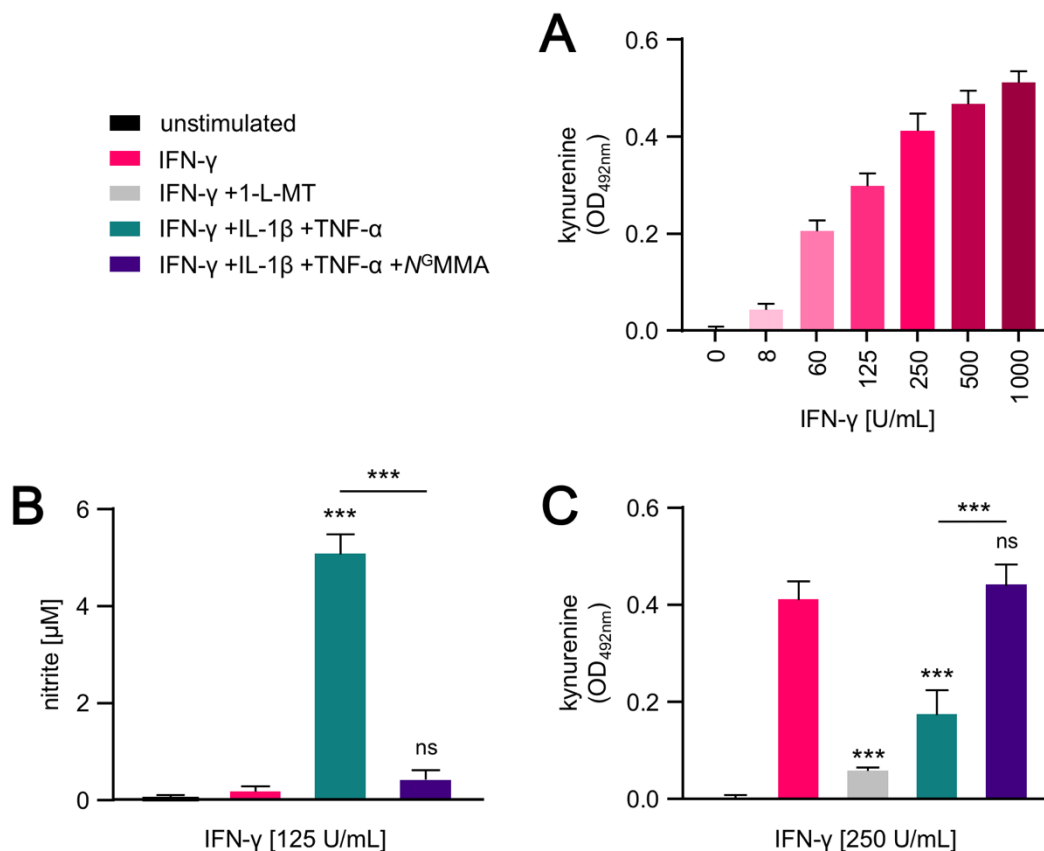 A
unstimulated
IFN-γ
IFN-γ +1-L-MT
IFN-γ +IL-1β +TNF-α
IFN-γ +IL-1β +TNF-α +NᴳMMA
kynurenine
(OD₄₉₂ₙₘ)
0.6
0.4
0.2
0.0
0
8
60
125
250
500
1 000
IFN-γ [U/mL]
B
nitrite [µM]
6
4
2
0
***
***
ns
IFN-γ [125 U/mL]
C
kynurenine
(OD₄₉₂ₙₘ)
0.6
0.4
0.2
0.0
***
ns
***
***
IFN-γ [250 U/mL]